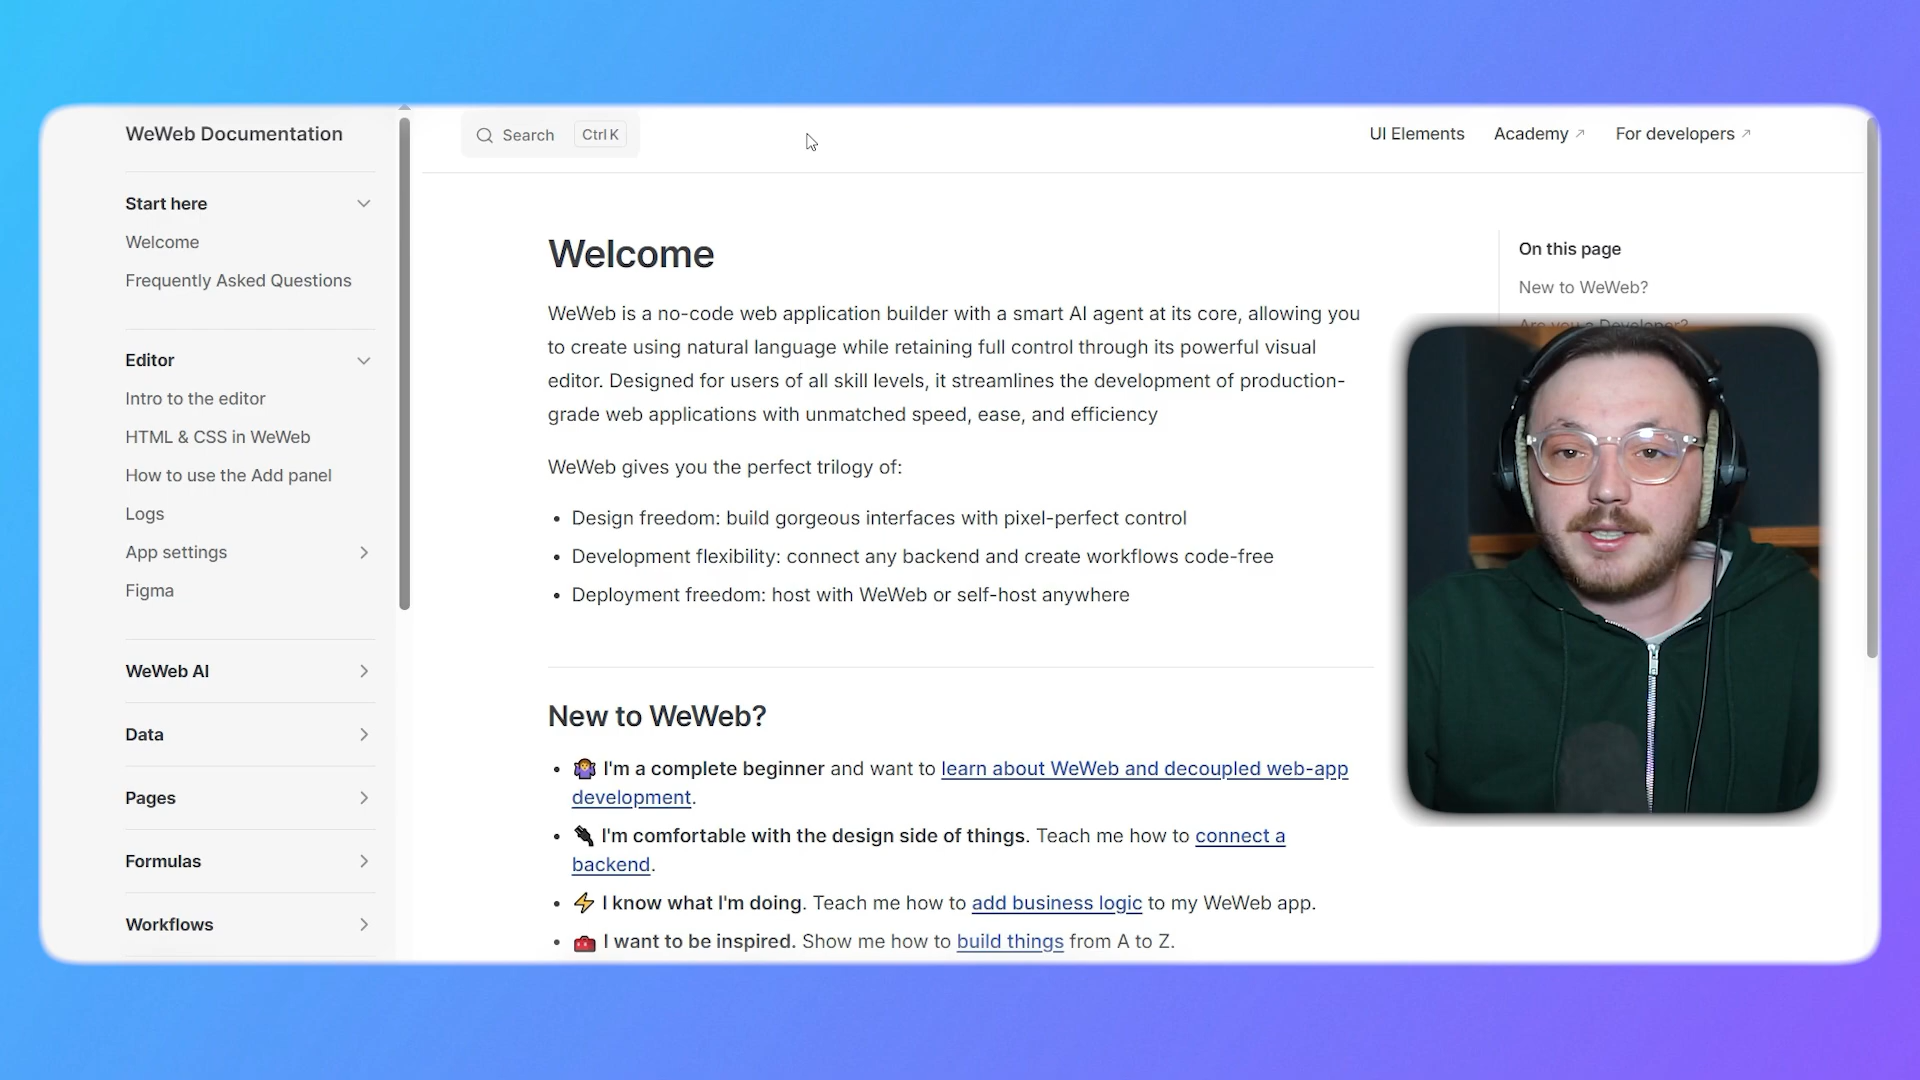 WeWeb Documentation
Search Ctrl K
UI Elements Academy For developers
Start here
Welcome
Frequently Asked Questions
Editor
Intro to the editor
HTML & CSS in WeWeb
How to use the Add panel
Logs
App settings
Figma
WeWeb AI
Data
Pages
Formulas
Workflows
Welcome
WeWeb is a no-code web application builder with a smart AI agent at its core, allowing you
to create using natural language while retaining full control through its powerful visual
editor. Designed for users of all skill levels, it streamlines the development of production-
grade web applications with unmatched speed, ease, and efficiency
WeWeb gives you the perfect trilogy of:
• Design freedom: build gorgeous interfaces with pixel-perfect control
• Development flexibility: connect any backend and create workflows code-free
• Deployment freedom: host with WeWeb or self-host anywhere
New to WeWeb?
• 🤷🏽‍♀️ I'm a complete beginner and want to learn about WeWeb and decoupled web-app
development.
• 🔌 I'm comfortable with the design side of things. Teach me how to connect a
backend.
• ⚡ I know what I'm doing. Teach me how to add business logic to my WeWeb app.
• 🧰 I want to be inspired. Show me how to build things from A to Z.
On this page
New to WeWeb?
Are you a Developer?